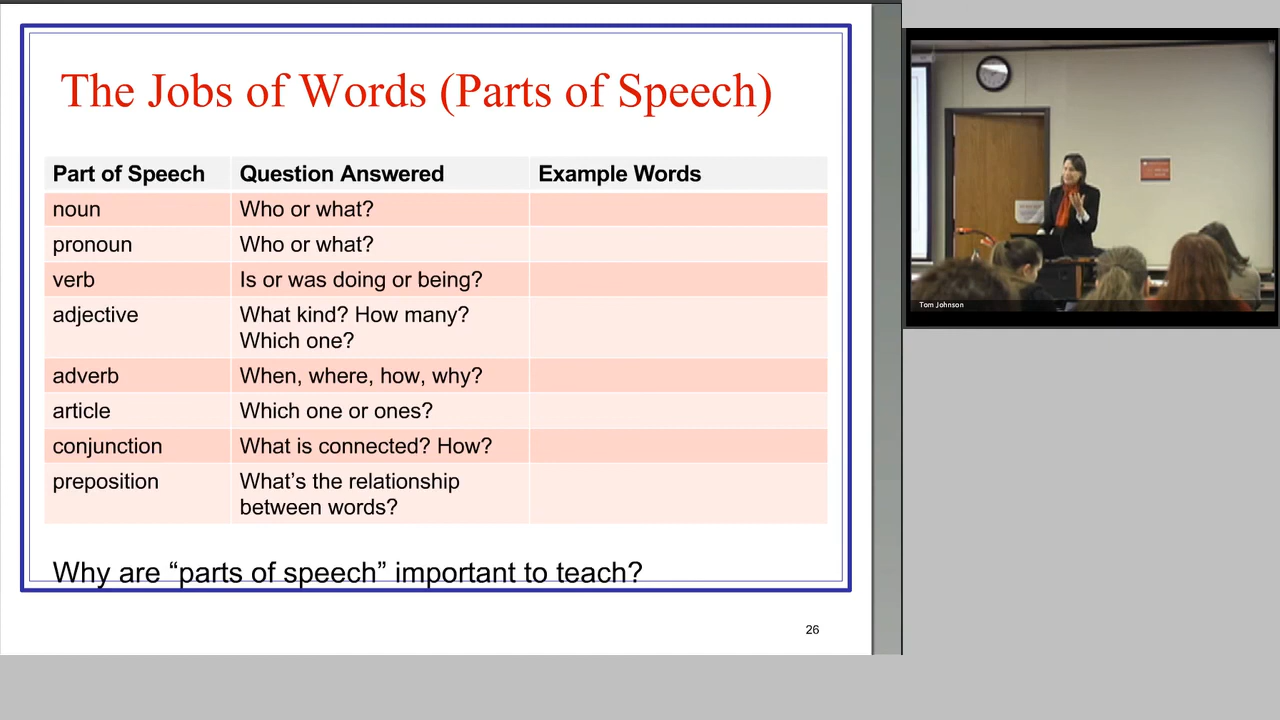 The Jobs of Words (Parts of Speech)
Part of Speech Question Answered Example Words
noun Who or what?
pronoun Who or what?
verb Is or was doing or being?
adjective What kind? How many?
Which one?
adverb When, where, how, why?
article Which one or ones?
conjunction What is connected? How?
preposition What’s the relationship
between words?
Why are “parts of speech” important to teach?
26
Tom Johnson